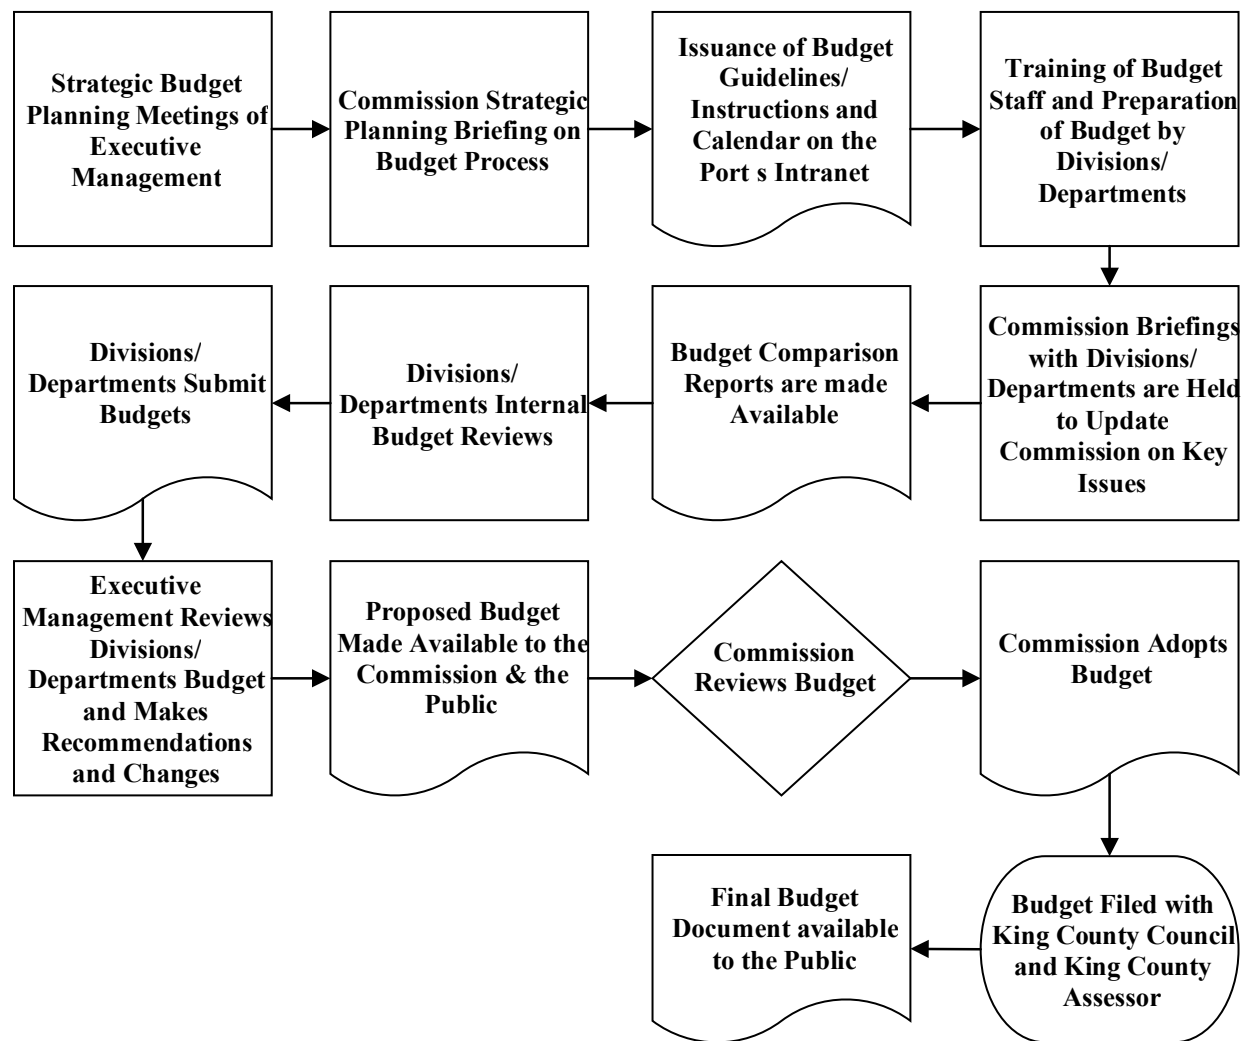 Strategic Budget
Planning Meetings of
Executive
Management
Commission Strategic
Planning Briefing on
Budget Process
Issuance of Budget
Guidelines/
Instructions and
Calendar on the
Port s Intranet
Training of Budget
Staff and Preparation
of Budget by
Divisions/
Departments
Commission Briefings
with Divisions/
Departments are Held
to Update
Commission on Key
Issues
Budget Comparison
Reports are made
Available
Divisions/
Departments Internal
Budget Reviews
Divisions/
Departments Submit
Budgets
Executive
Management Reviews
Divisions/
Departments Budget
and Makes
Recommendations
and Changes
Proposed Budget
Made Available to the
Commission & the
Public
Commission
Reviews Budget
Commission Adopts
Budget
Budget Filed with
King County Council
and King County
Assessor
Final Budget
Document available
to the Public